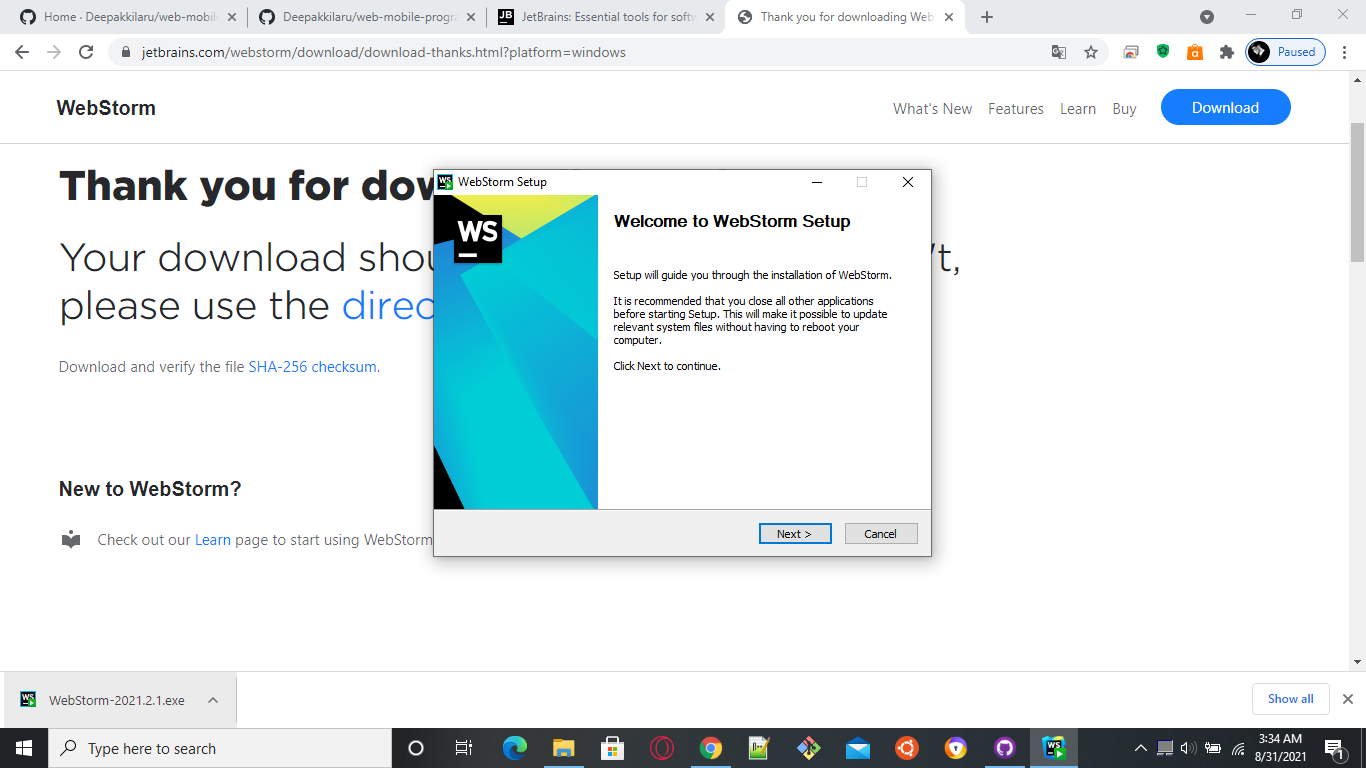 Home · Deepakkilaru/web-mobil
Deepakkilaru/web-mobile-progra
JB
JetBrains: Essential tools for softw
Thank you for downloading Web
jetbrains.com/webstorm/download/download-thanks.html?platform=windows
Paused
WebStorm
What's New
Features
Learn
Buy
Download
Thank you for dow
Your download shou
't,
please use the direc
Download and verify the file SHA-256 checksum.
New to WebStorm?
Check out our Learn page to start using WebStorm
WS
WebStorm Setup
WS
Welcome to WebStorm Setup
Setup will guide you through the installation of WebStorm.
It is recommended that you close all other applications
before starting Setup. This will make it possible to update
relevant system files without having to reboot your
computer.
Click Next to continue.
Next >
Cancel
WS
WebStorm-2021.2.1.exe
Show all
Type here to search
WS
3:34 AM
8/31/2021
1